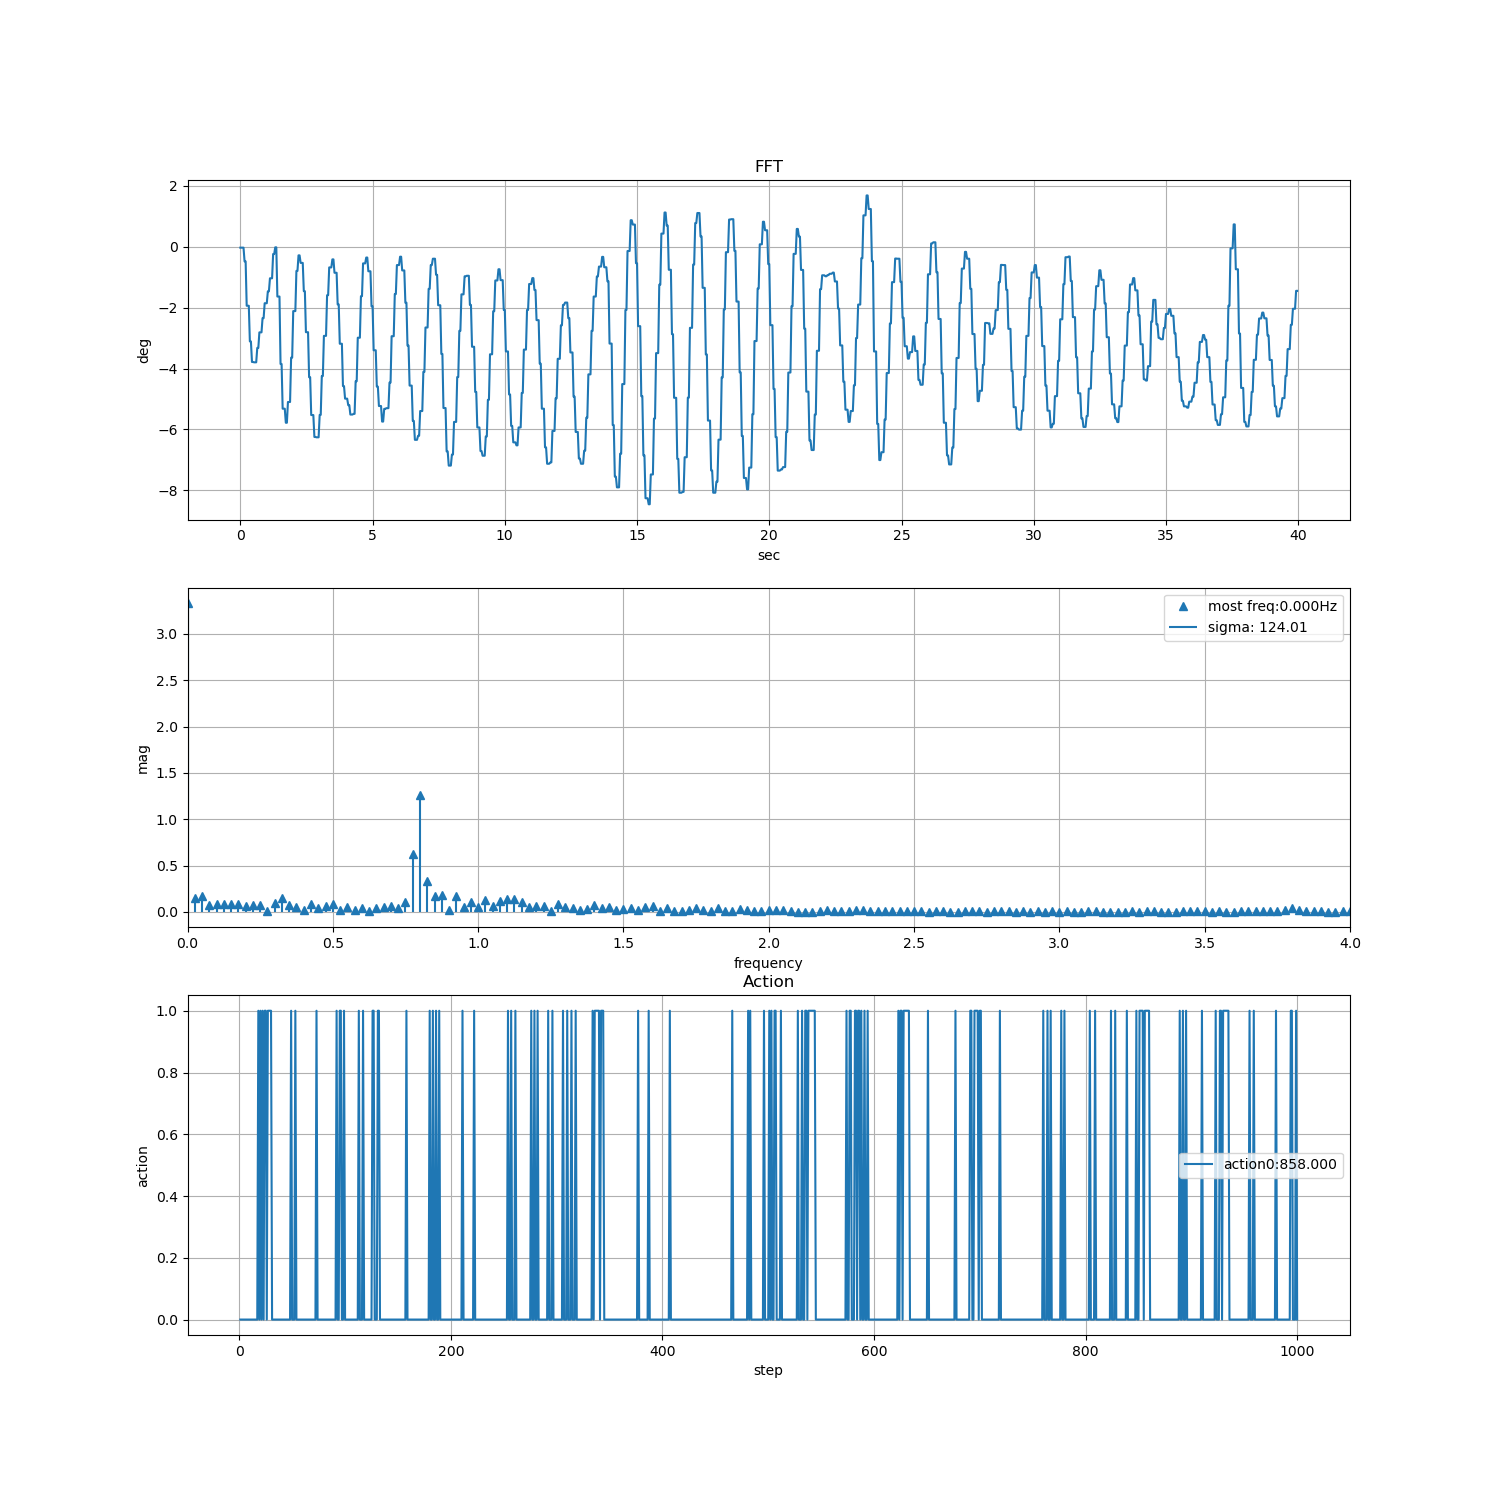 FFT
2
0
−2
−4
−6
−8
deg
0 5 10 15 20 25 30 35 40
sec
most freq:0.000Hz
sigma: 124.01
3.0
2.5
2.0
1.5
1.0
0.5
0.0
mag
0.0 0.5 1.0 1.5 2.0 2.5 3.0 3.5 4.0
frequency
Action
1.0
0.8
0.6
0.4
0.2
0.0
action
action0:858.000
0 200 400 600 800 1000
step